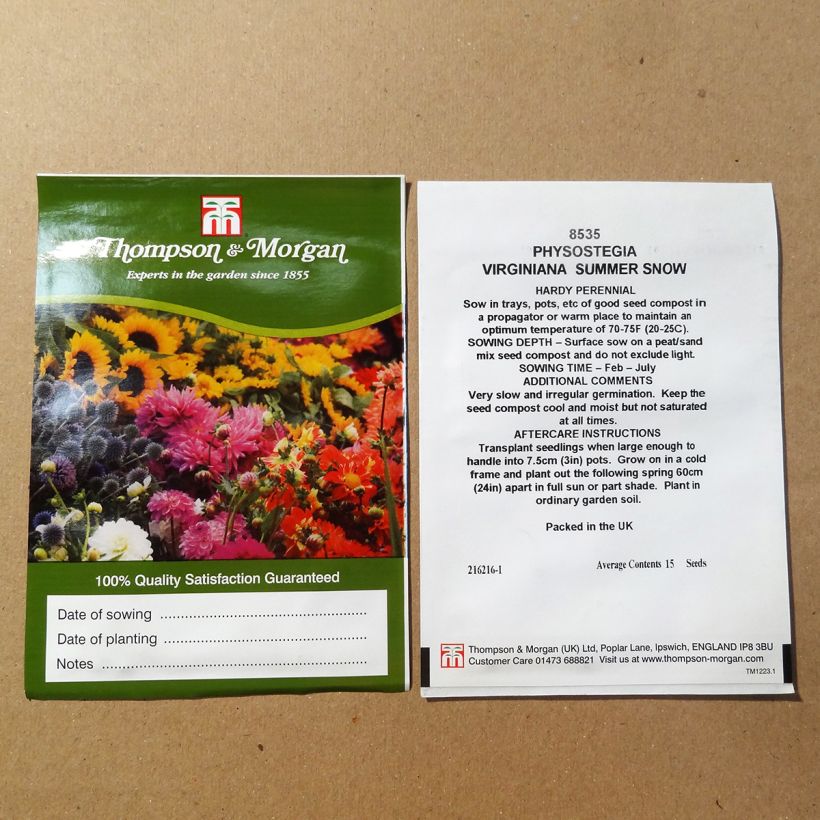 Thompson & Morgan
Experts in the garden since 1855
100% Quality Satisfaction Guaranteed
Date of sowing ................................................
Date of planting ................................................
Notes ................................................
8535
PHYSOSTEGIA
VIRGINIANA SUMMER SNOW
HARDY PERENNIAL
Sow in trays, pots, etc of good seed compost in
a propagator or warm place to maintain an
optimum temperature of 70-75F (20-25C).
SOWING DEPTH – Surface sow on a peat/sand
mix seed compost and do not exclude light.
SOWING TIME – Feb – July
ADDITIONAL COMMENTS
Very slow and irregular germination. Keep the
seed compost cool and moist but not saturated
at all times.
AFTERCARE INSTRUCTIONS
Transplant seedlings when large enough to
handle into 7.5cm (3in) pots. Grow on in a cold
frame and plant out the following spring 60cm
(24in) apart in full sun or part shade. Plant in
ordinary garden soil.
Packed in the UK
216216-1 Average Contents 15 Seeds
Thompson & Morgan (UK) Ltd, Poplar Lane, Ipswich, ENGLAND IP8 3BU
Customer Care 01473 688821 Visit us at www.thompson-morgan.com
TM1223.1